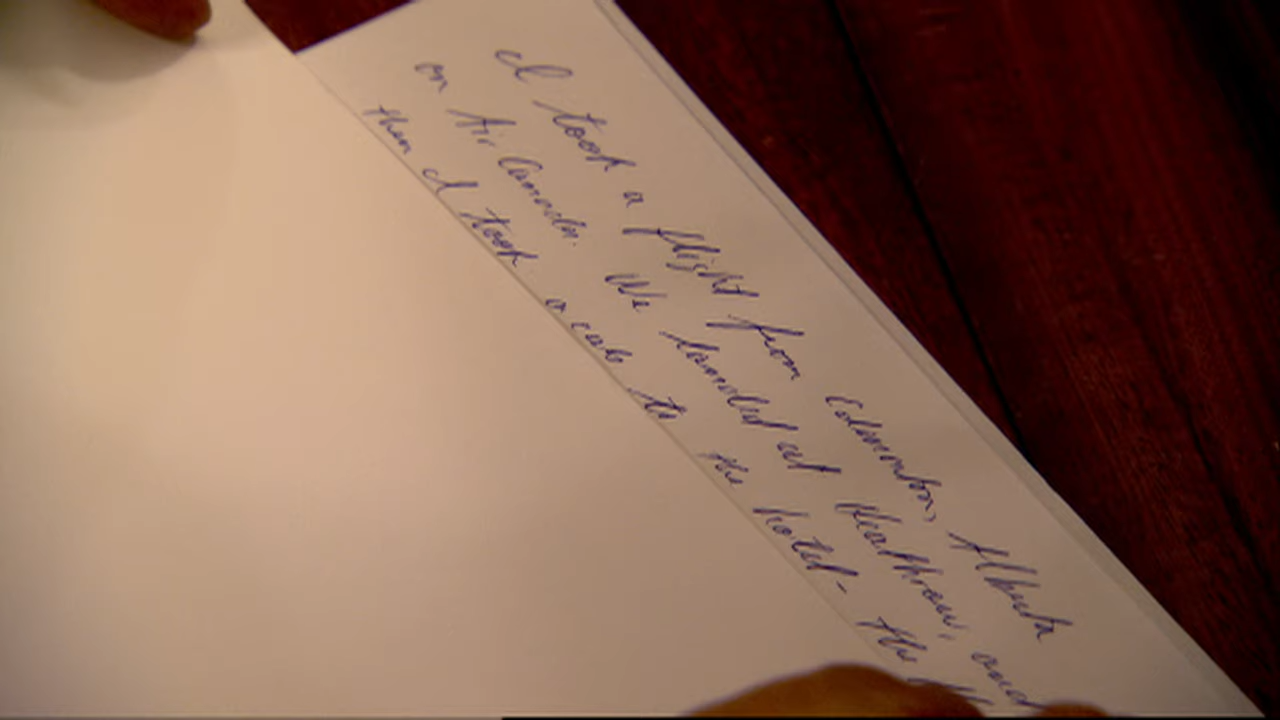 I took a flight from Edmonton, Alberta
on Air Canada. We landed at Heathrow, and
then I took a cab to the hotel- the